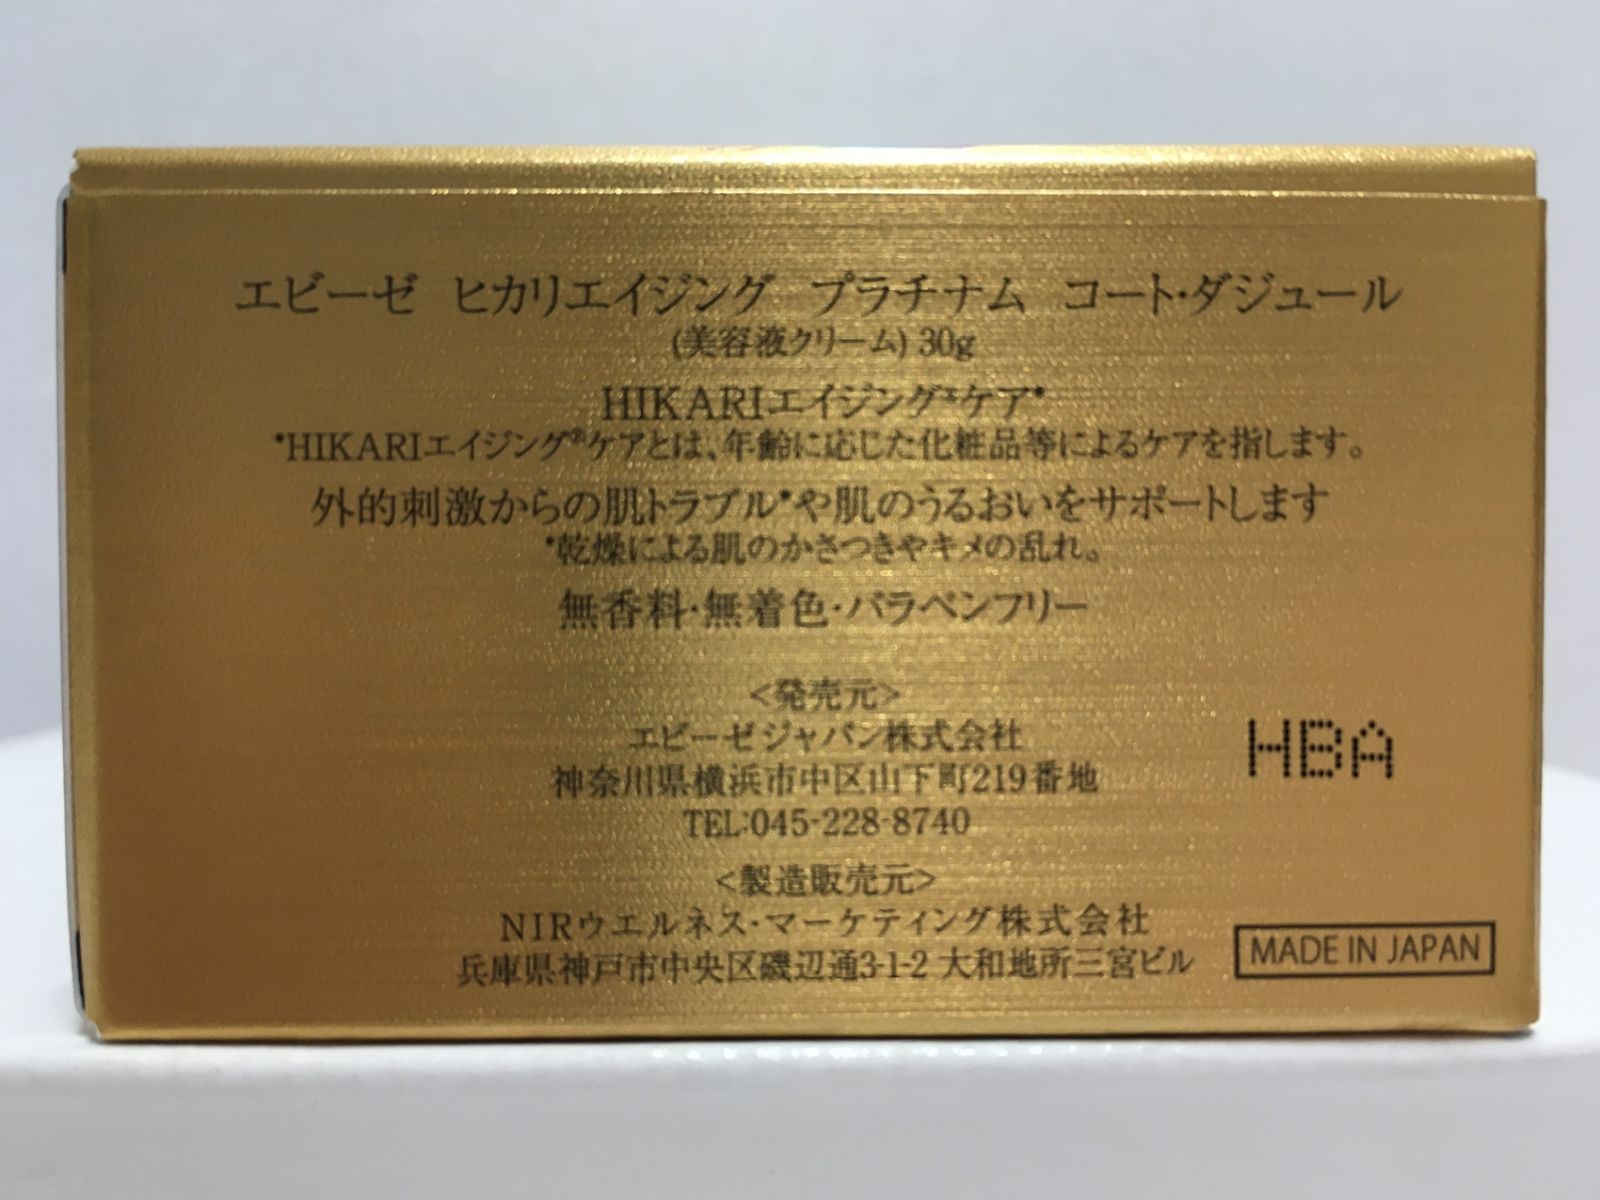 エビーゼ ヒカリエイジング プラチナム コート・ダジュール
(美容液クリーム) 30g
HIKARIエイジング®ケア*
*HIKARIエイジング®ケアとは、年齢に応じた化粧品等によるケアを指します。
外的刺激からの肌トラブル*や肌のうるおいをサポートします
*乾燥による肌のかさつきやキメの乱れ。
無香料・無着色・パラベンフリー
<発売元>
エビーゼジャパン株式会社
神奈川県横浜市中区山下町219番地
TEL:045-228-8740
HBA
<製造販売元>
NIRウエルネス・マーケティング株式会社
兵庫県神戸市中央区磯辺通3-1-2 大和地所三宮ビル
MADE IN JAPAN